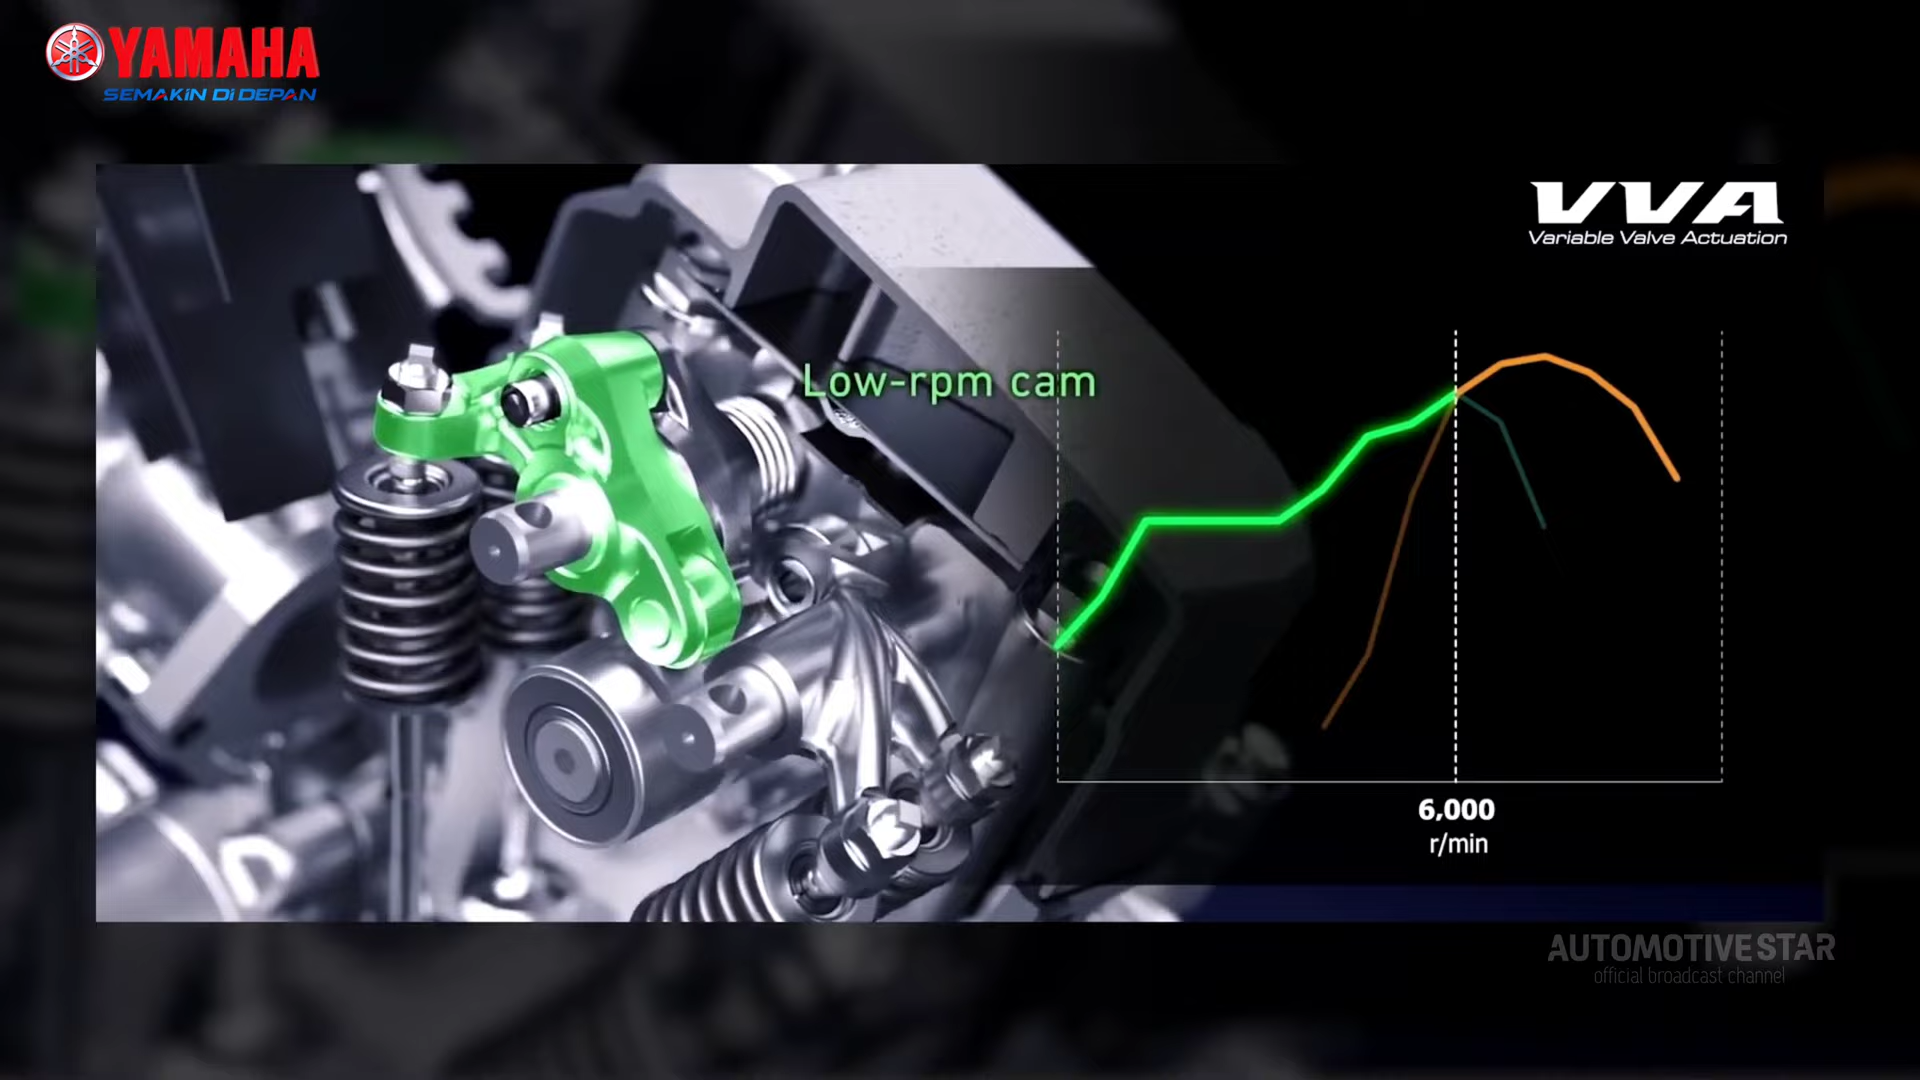 YAMAHA
SEMAKIN DI DEPAN
VVA
Variable Valve Actuation
Low-rpm cam
6,000
r/min
AUTOMOTIVESTAR
official broadcast channel